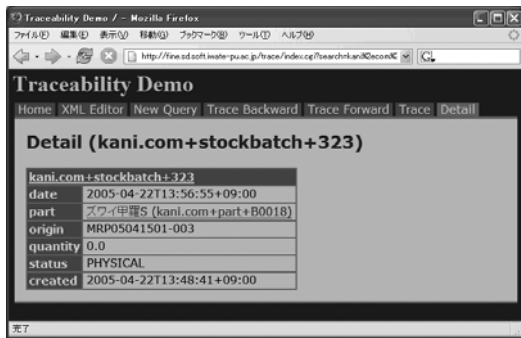 Traceability Demo / - Mozilla Firefox
ファイル(F) 編集(E) 表示(V) 移動(G) ブックマーク(B) ツール(T) ヘルプ(H)
http://fine.sd.soft.iwate-pu.ac.jp/trace/index.cgi?search=kani%2ecom%
Traceability Demo
Home XML Editor New Query Trace Backward Trace Forward Trace Detail
Detail (kani.com+stockbatch+323)
kani.com+stockbatch+323
date 2005-04-22T13:56:55+09:00
part ズワイ甲羅S (kani.com+part+B0018)
origin MRP05041501-003
quantity 0.0
status PHYSICAL
created 2005-04-22T13:48:41+09:00
完了